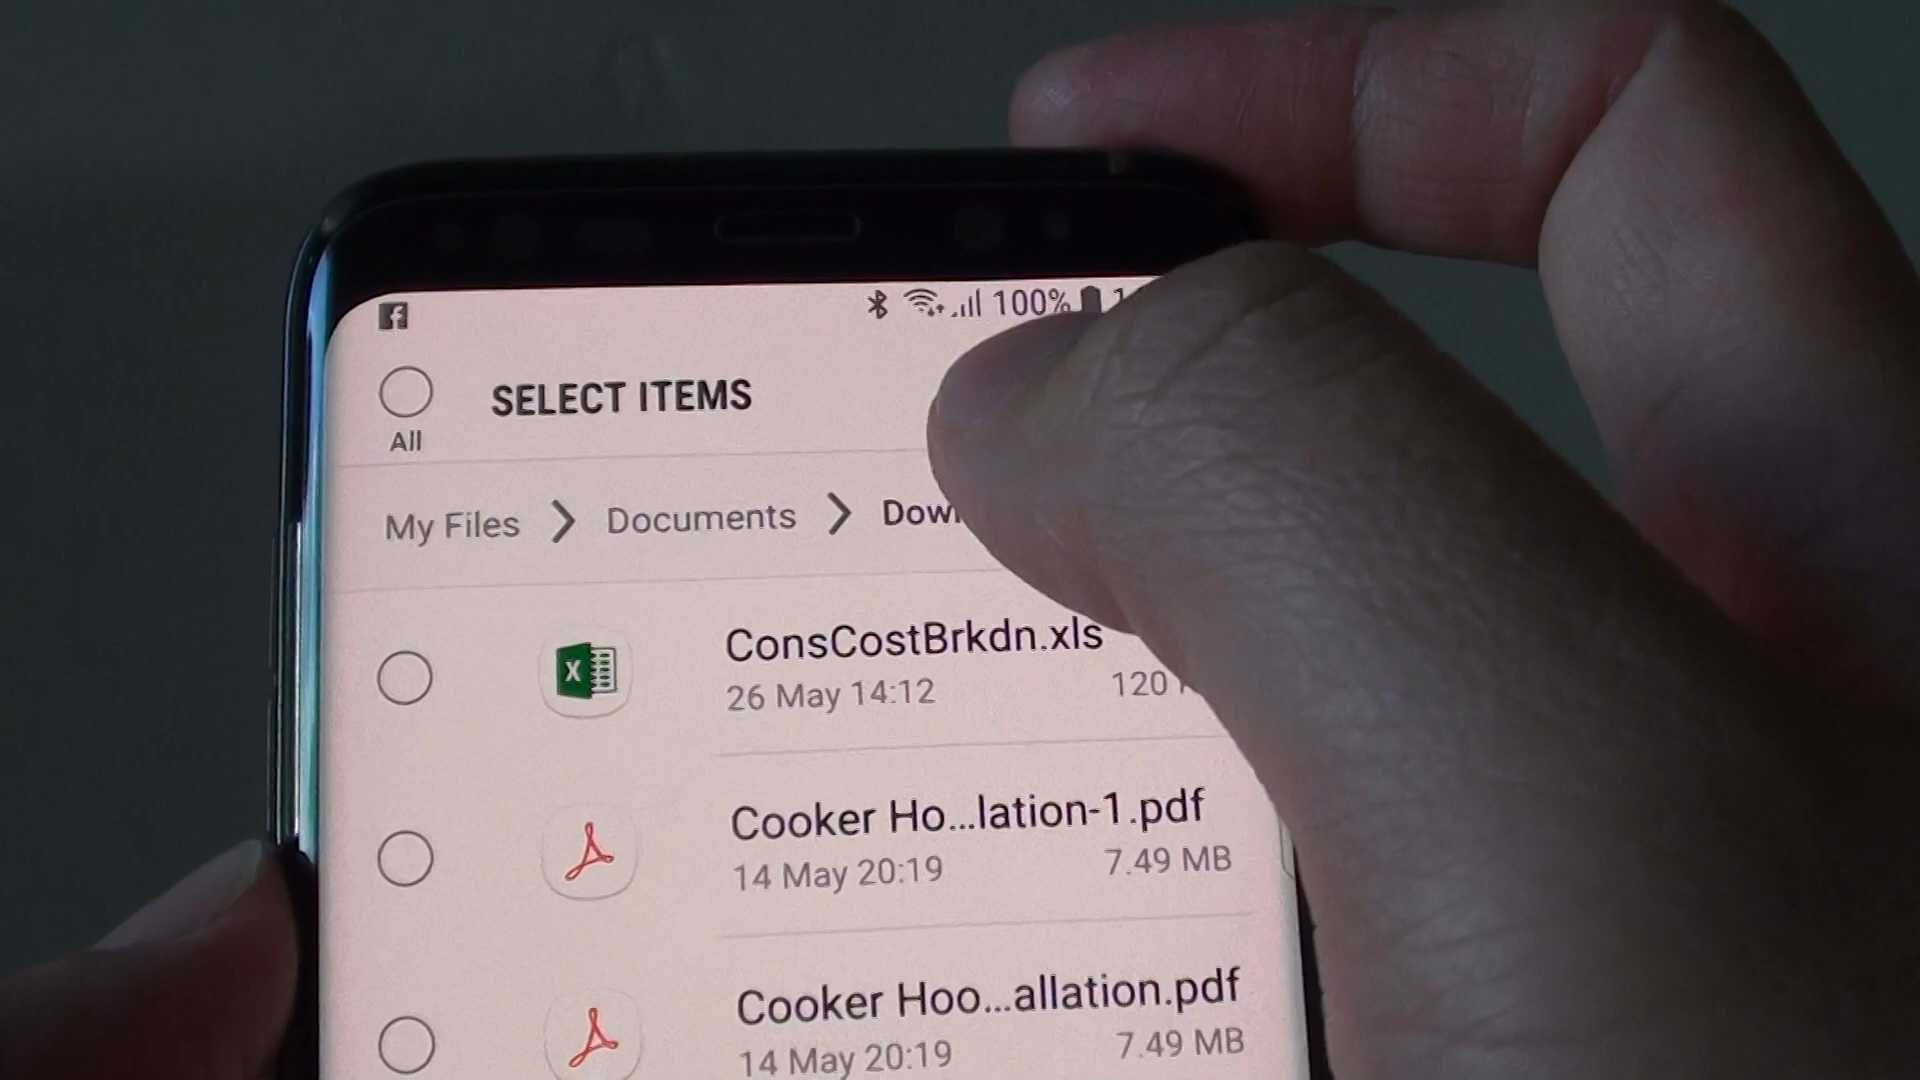 100%
SELECT ITEMS
All
My Files > Documents >
ConsCostBrkdn.xls
26 May 14:12 120
Cooker Ho...lation-1.pdf
14 May 20:19 7.49 MB
Cooker Hoo...allation.pdf
14 May 20:19 7.49 MB